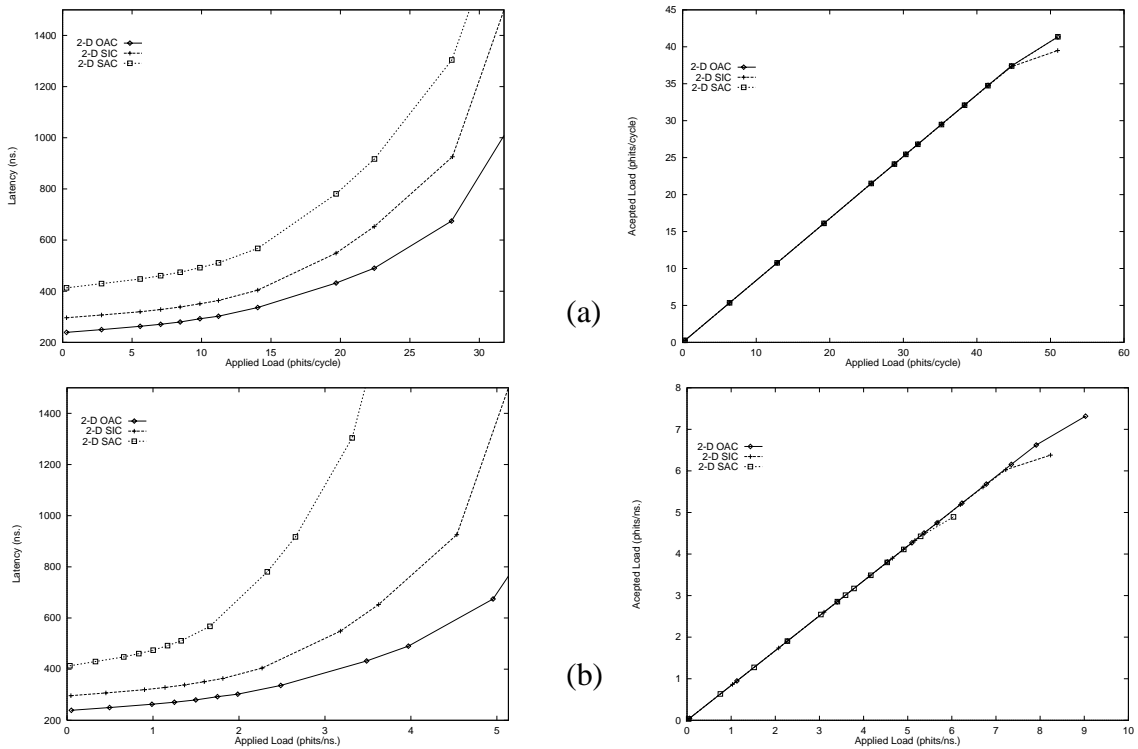 1400
1200
1000
800
600
400
200
0
5
10
15
20
25
30
Latency (ns.)
Applied Load (phits/cycle)
2-D OAC
2-D SIC
2-D SAC
45
40
35
30
25
20
15
10
5
0
0
10
20
30
40
50
60
Acepted Load (phits/cycle)
Applied Load (phits/cycle)
2-D OAC
2-D SIC
2-D SAC
(a)
1400
1200
1000
800
600
400
200
0
1
2
3
4
5
Latency (ns.)
Applied Load (phits/ns.)
2-D OAC
2-D SIC
2-D SAC
8
7
6
5
4
3
2
1
0
0
1
2
3
4
5
6
7
8
9
10
Acepted Load (phits/ns.)
Applied Load (phits/ns.)
2-D OAC
2-D SIC
2-D SAC
(b)